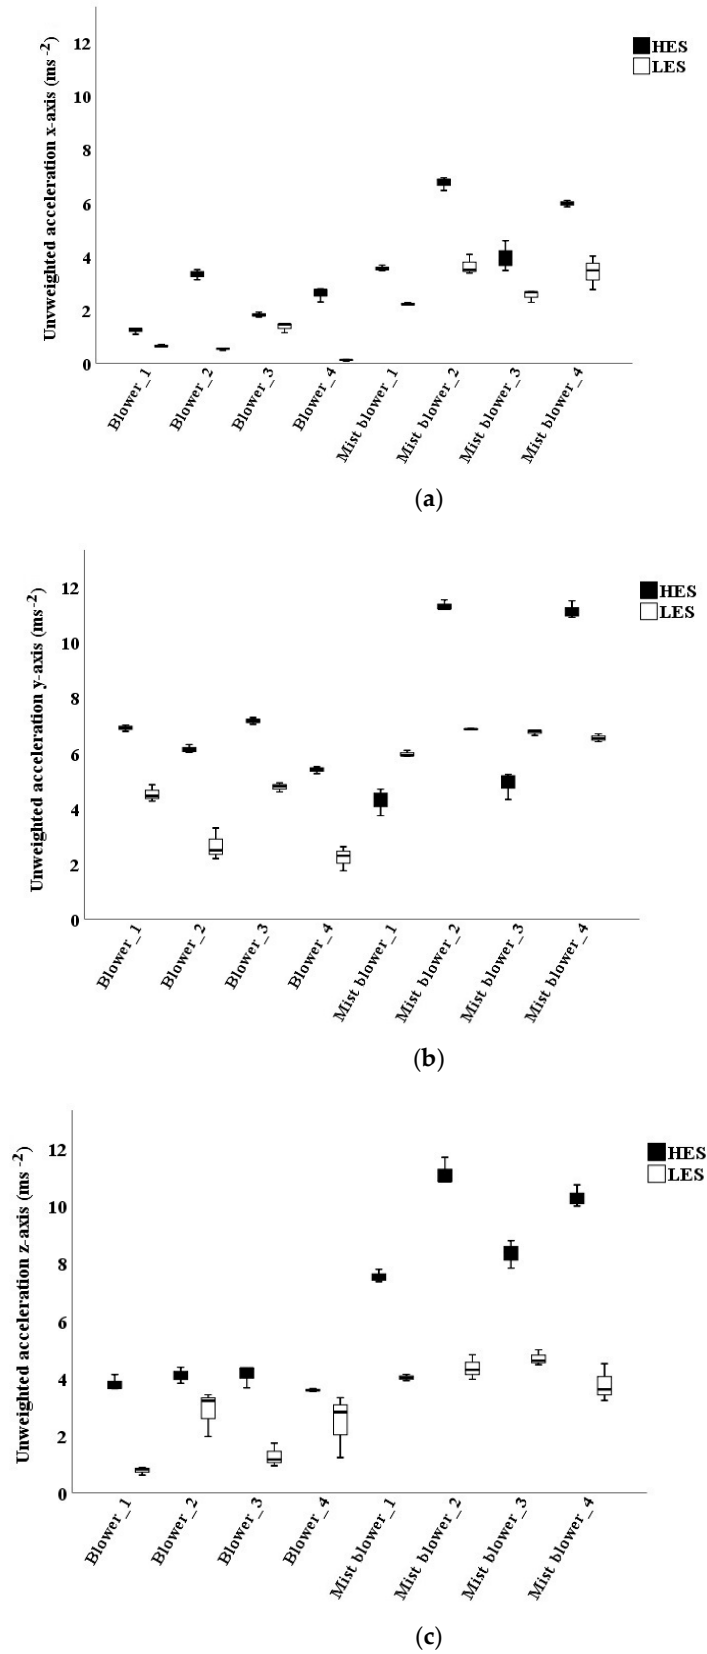 Unvweighted acceleration x-axis (ms-2)
12
10
8
6
4
2
0
HES
LES
Blower_1
Blower_2
Blower_3
Blower_4
Mist blower_1
Mist blower_2
Mist blower_3
Mist blower_4
(a)
Unweighted acceleration y-axis (ms-2)
12
10
8
6
4
2
0
HES
LES
Blower_1
Blower_2
Blower_3
Blower_4
Mist blower_1
Mist blower_2
Mist blower_3
Mist blower_4
(b)
Unweighted acceleration z-axis (ms-2)
12
10
8
6
4
2
0
HES
LES
Blower_1
Blower_2
Blower_3
Blower_4
Mist blower_1
Mist blower_2
Mist blower_3
Mist blower_4
(c)